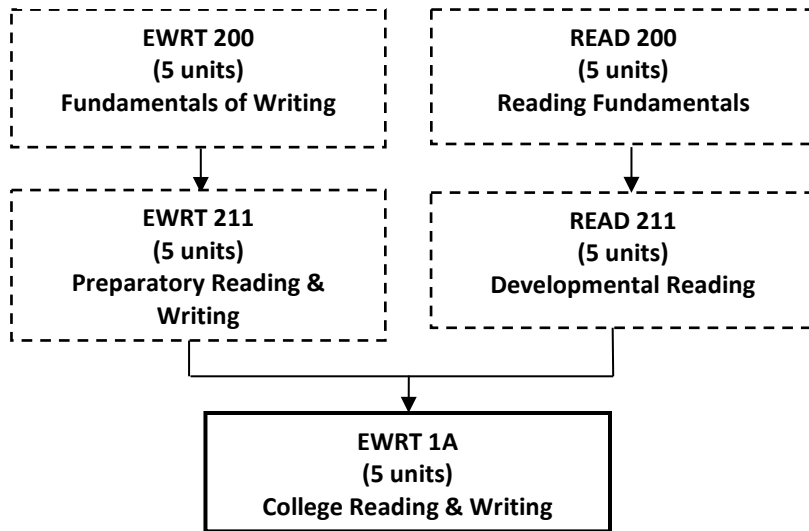 EWRT 200
(5 units)
Fundamentals of Writing
READ 200
(5 units)
Reading Fundamentals
EWRT 211
(5 units)
Preparatory Reading &
Writing
READ 211
(5 units)
Developmental Reading
EWRT 1A
(5 units)
College Reading & Writing